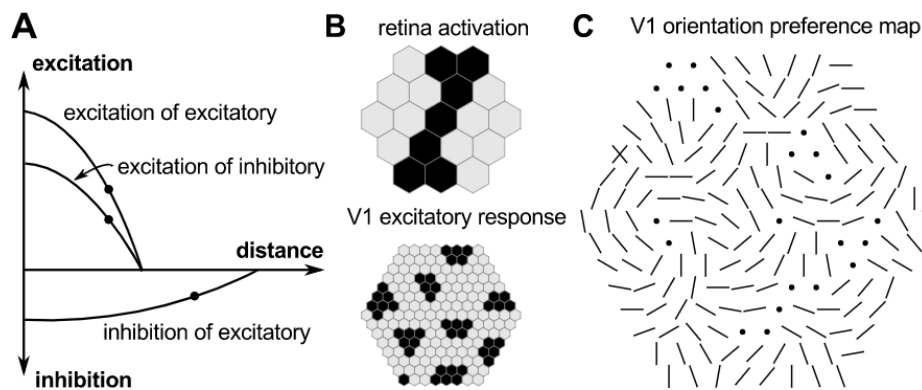 A
excitation
excitation of excitatory
excitation of inhibitory
distance
inhibition of excitatory
inhibition
B
retina activation
V1 excitatory response
C
V1 orientation preference map